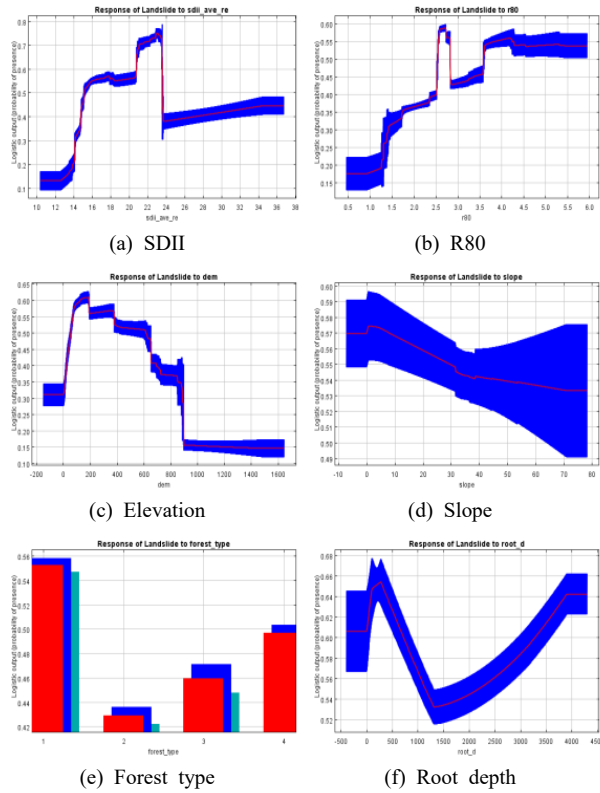 Response of Landslide to sdii_ave_re
Logistic output (probability of presence)
0.8
0.7
0.6
0.5
0.4
0.3
0.2
0.1
10 12 14 16 18 20 22 24 26 28 30 32 34 36 38
sdii_ave_re
(a) SDII
Response of Landslide to r80
Logistic output (probability of presence)
0.60
0.55
0.50
0.45
0.40
0.35
0.30
0.25
0.20
0.15
0.5 1.0 1.5 2.0 2.5 3.0 3.5 4.0 4.5 5.0 5.5 6.0
r80
(b) R80
Response of Landslide to dem
Logistic output (probability of presence)
0.65
0.60
0.55
0.50
0.45
0.40
0.35
0.30
0.25
0.20
0.15
0.10
-200 0 200 400 600 800 1000 1200 1400 1600
dem
(c) Elevation
Response of Landslide to slope
Logistic output (probability of presence)
0.60
0.59
0.58
0.57
0.56
0.55
0.54
0.53
0.52
0.51
0.50
0.49
-10 0 10 20 30 40 50 60 70 80
slope
(d) Slope
Response of Landslide to forest_type
Logistic output (probability of presence)
0.56
0.54
0.52
0.50
0.48
0.46
0.44
0.42
1 2 3 4
forest_type
(e) Forest type
Response of Landslide to root_d
Logistic output (probability of presence)
0.68
0.66
0.64
0.62
0.60
0.58
0.56
0.54
0.52
-500 0 500 1000 1500 2000 2500 3000 3500 4000 4500
root_d
(f) Root depth